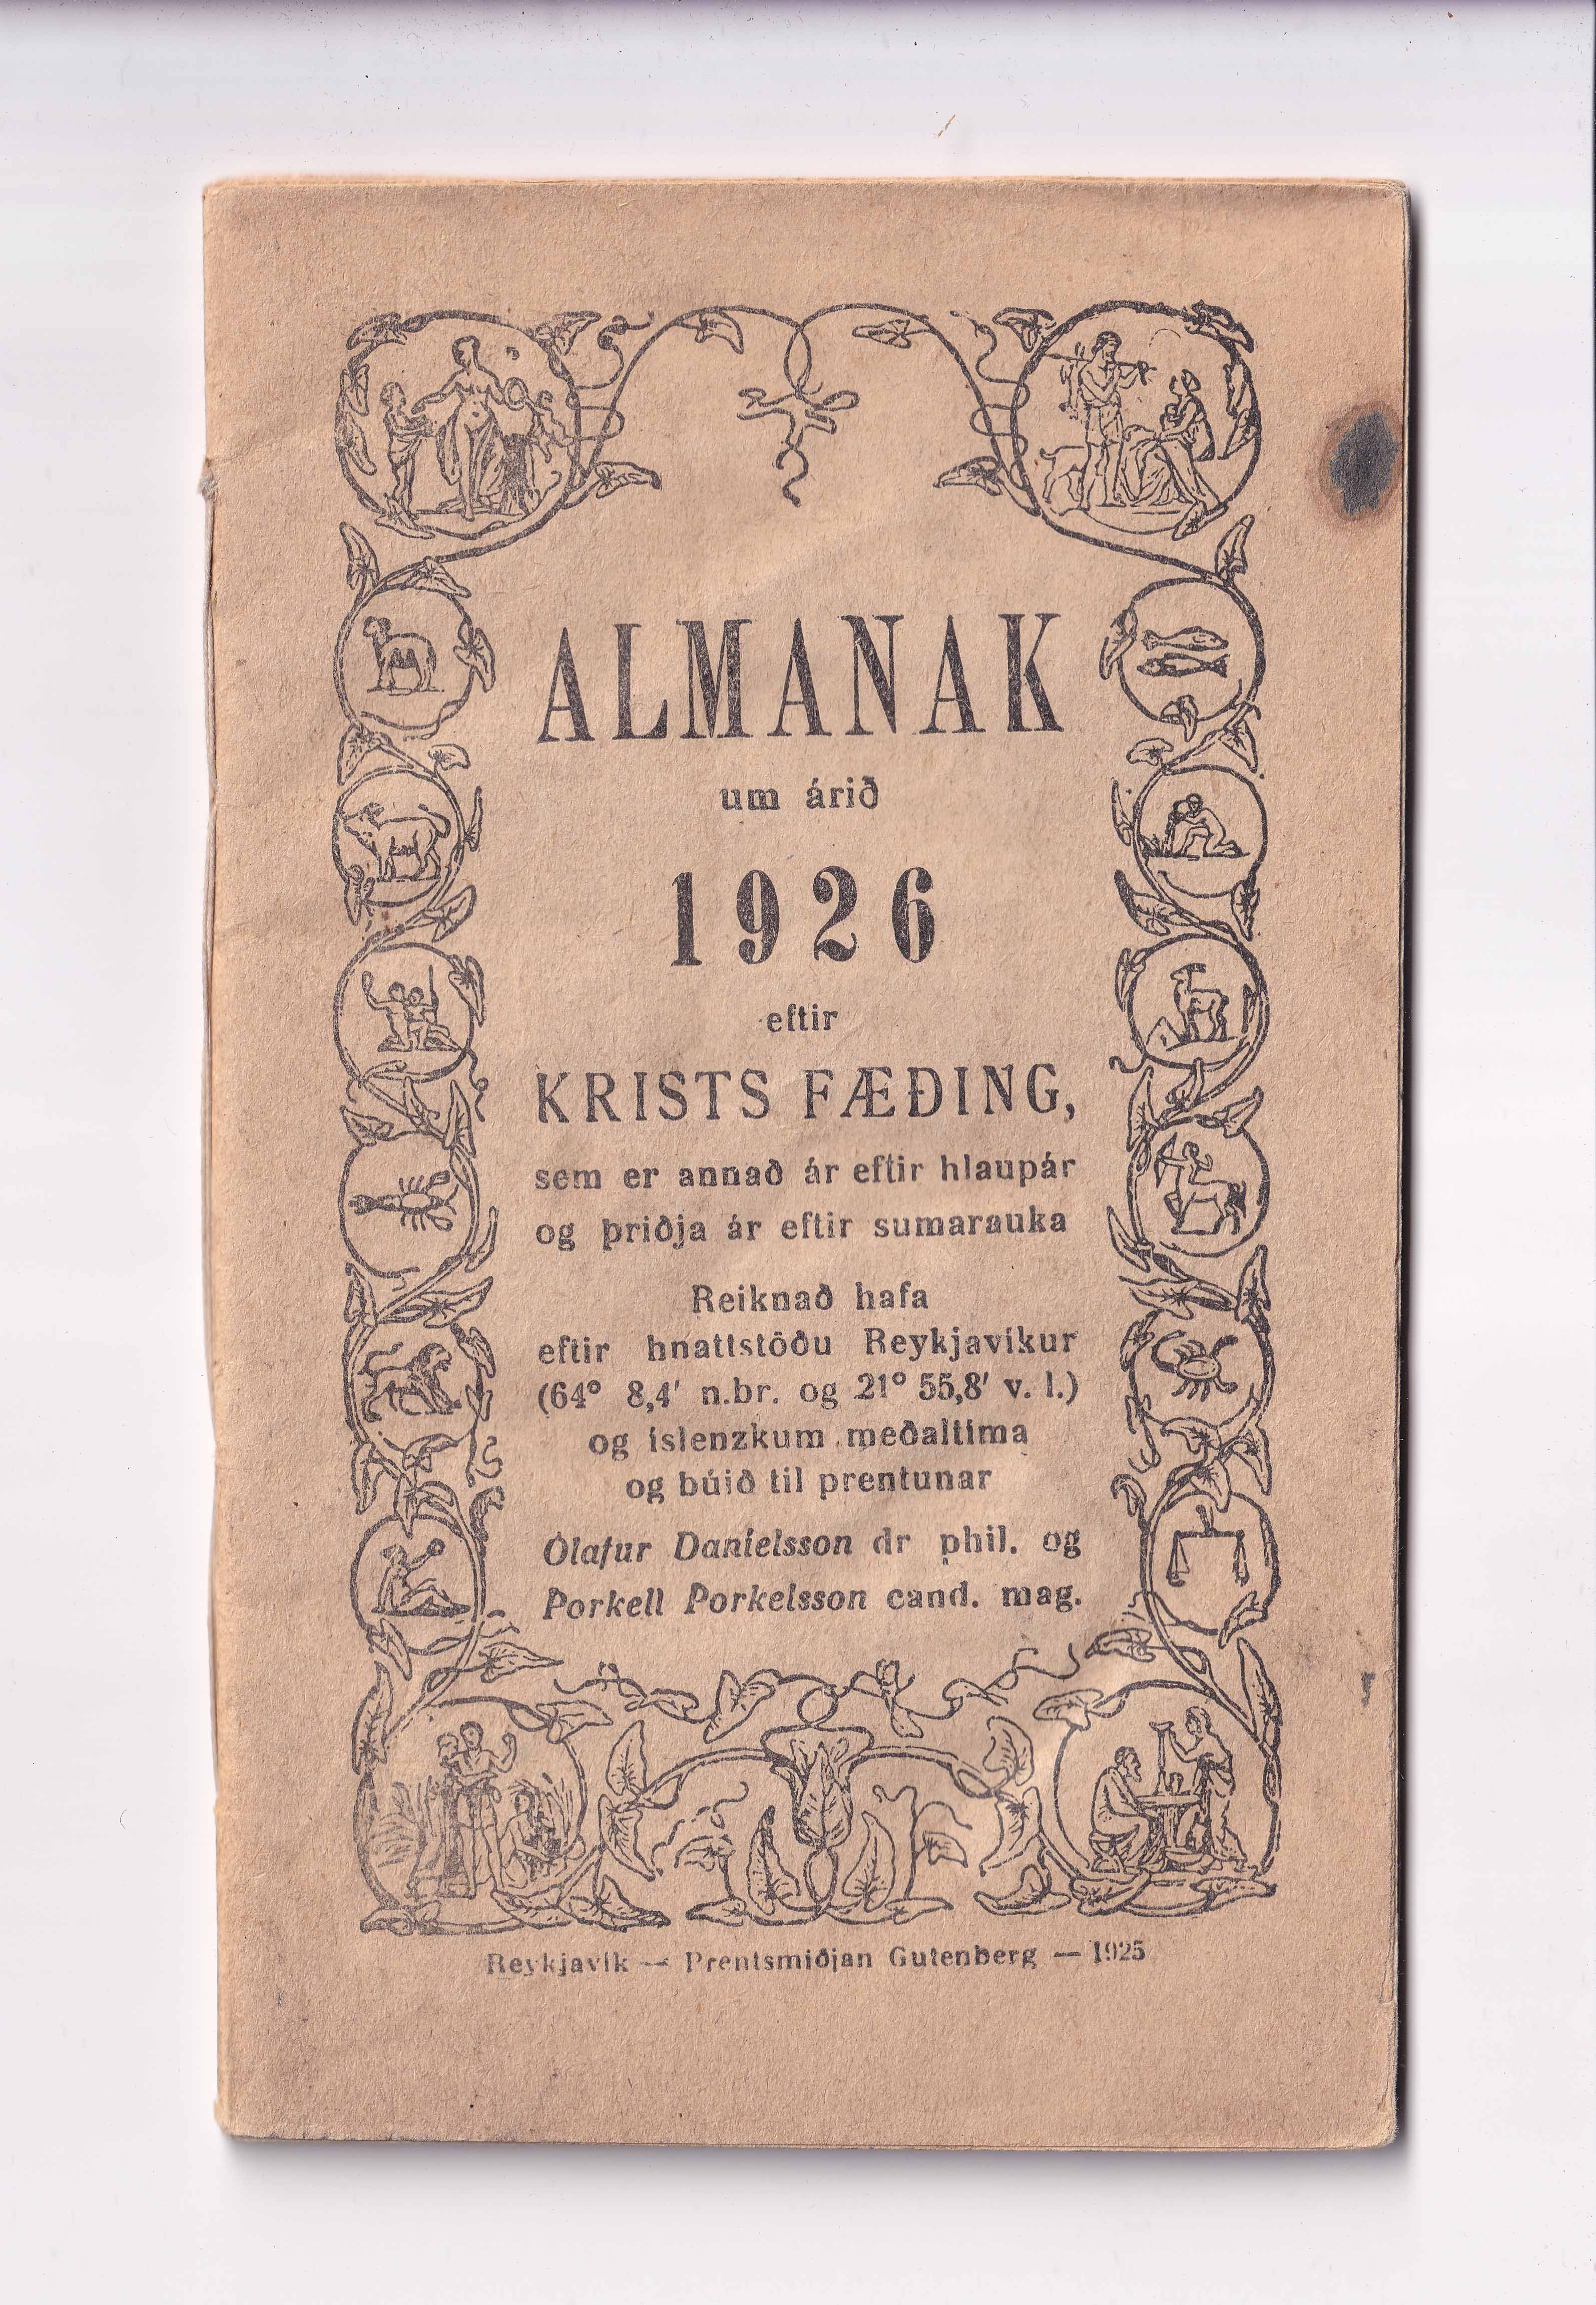 ALMANAK
um árið
1926
eftir
KRISTS FÆÐING,
sem er annað ár eftir hlaupár
og þriðja ár eftir sumarauka
Reiknað hafa
eftir hnattstöðu Reykjavíkur
(64° 8,4' n.br. og 21° 55,8' v. l.)
og íslenzkum meðaltíma
og búið til prentunar
Ólafur Daníelsson dr phil. og
Þorkell Þorkelsson cand. mag.
Reykjavík — Prentsmiðjan Gutenberg — 1925